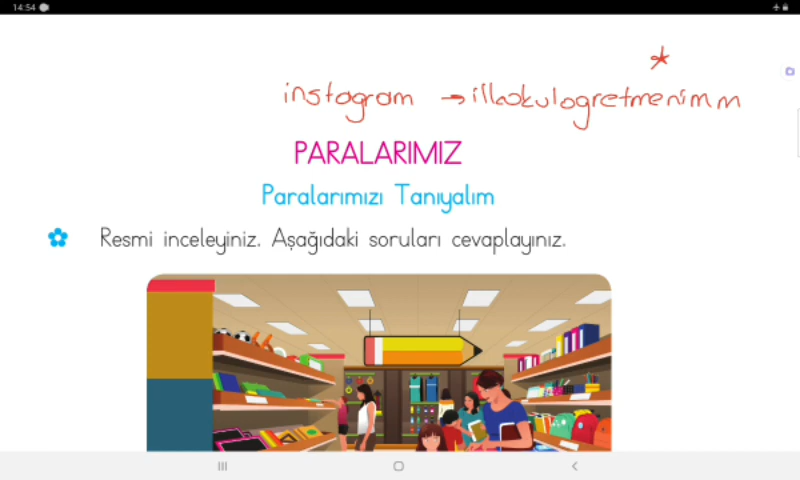 14:54
*
instagram → illkokulogretmenimm
PARALARIMIZ
Paralarımızı Tanıyalım
Resmi inceleyiniz. Aşağıdaki soruları cevaplayınız.